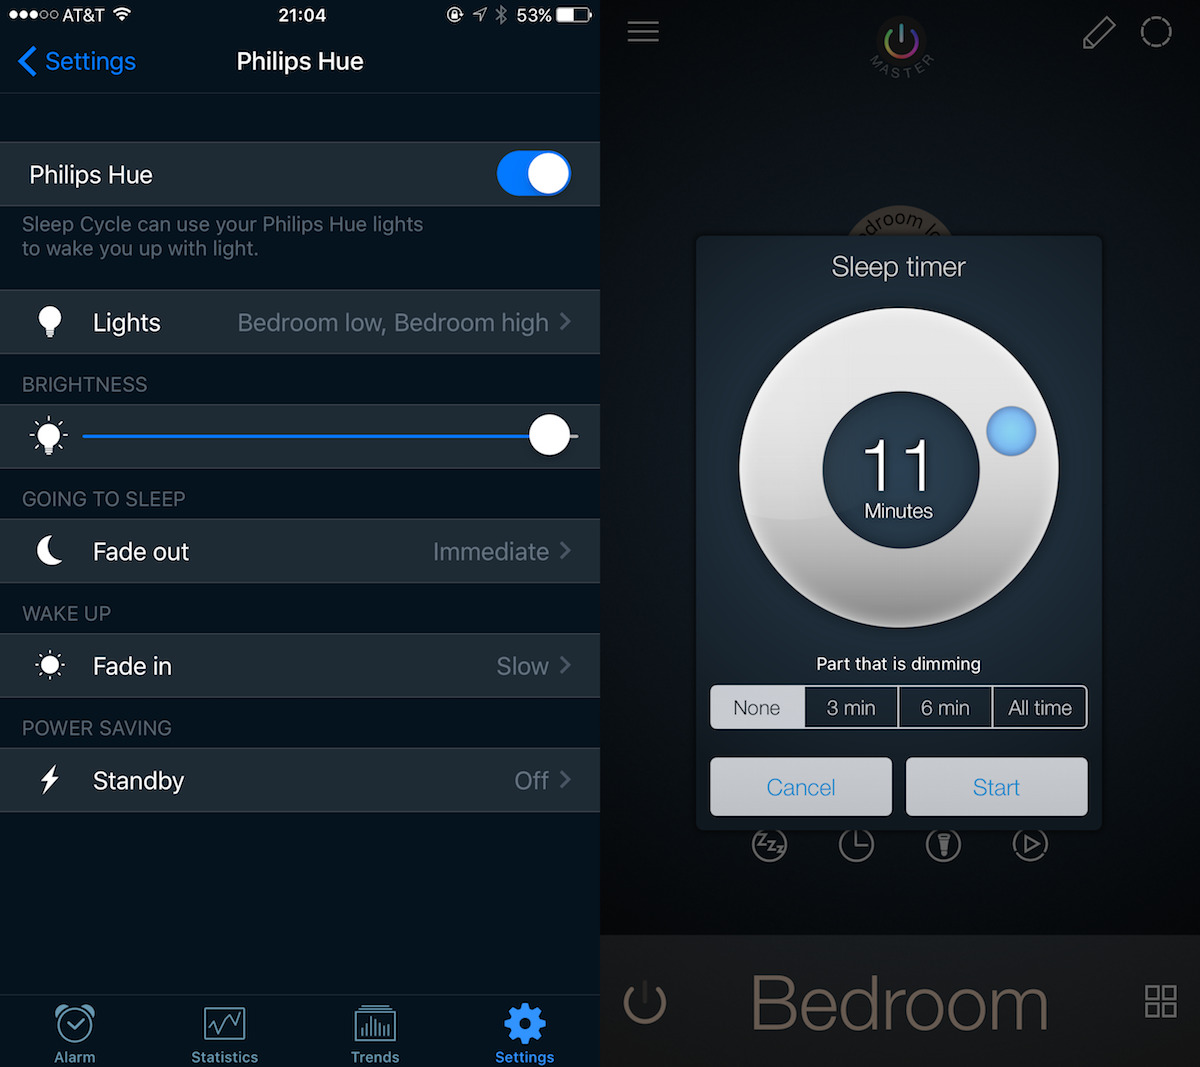 AT&T 21:04 53%
Settings Philips Hue
Philips Hue
Sleep Cycle can use your Philips Hue lights
to wake you up with light.
Lights Bedroom low, Bedroom high
BRIGHTNESS
GOING TO SLEEP
Fade out Immediate
WAKE UP
Fade in Slow
POWER SAVING
Standby Off
Alarm Statistics Trends Settings
MASTER
Sleep timer
11
Minutes
Part that is dimming
None 3 min 6 min All time
Cancel Start
zzz
Bedroom